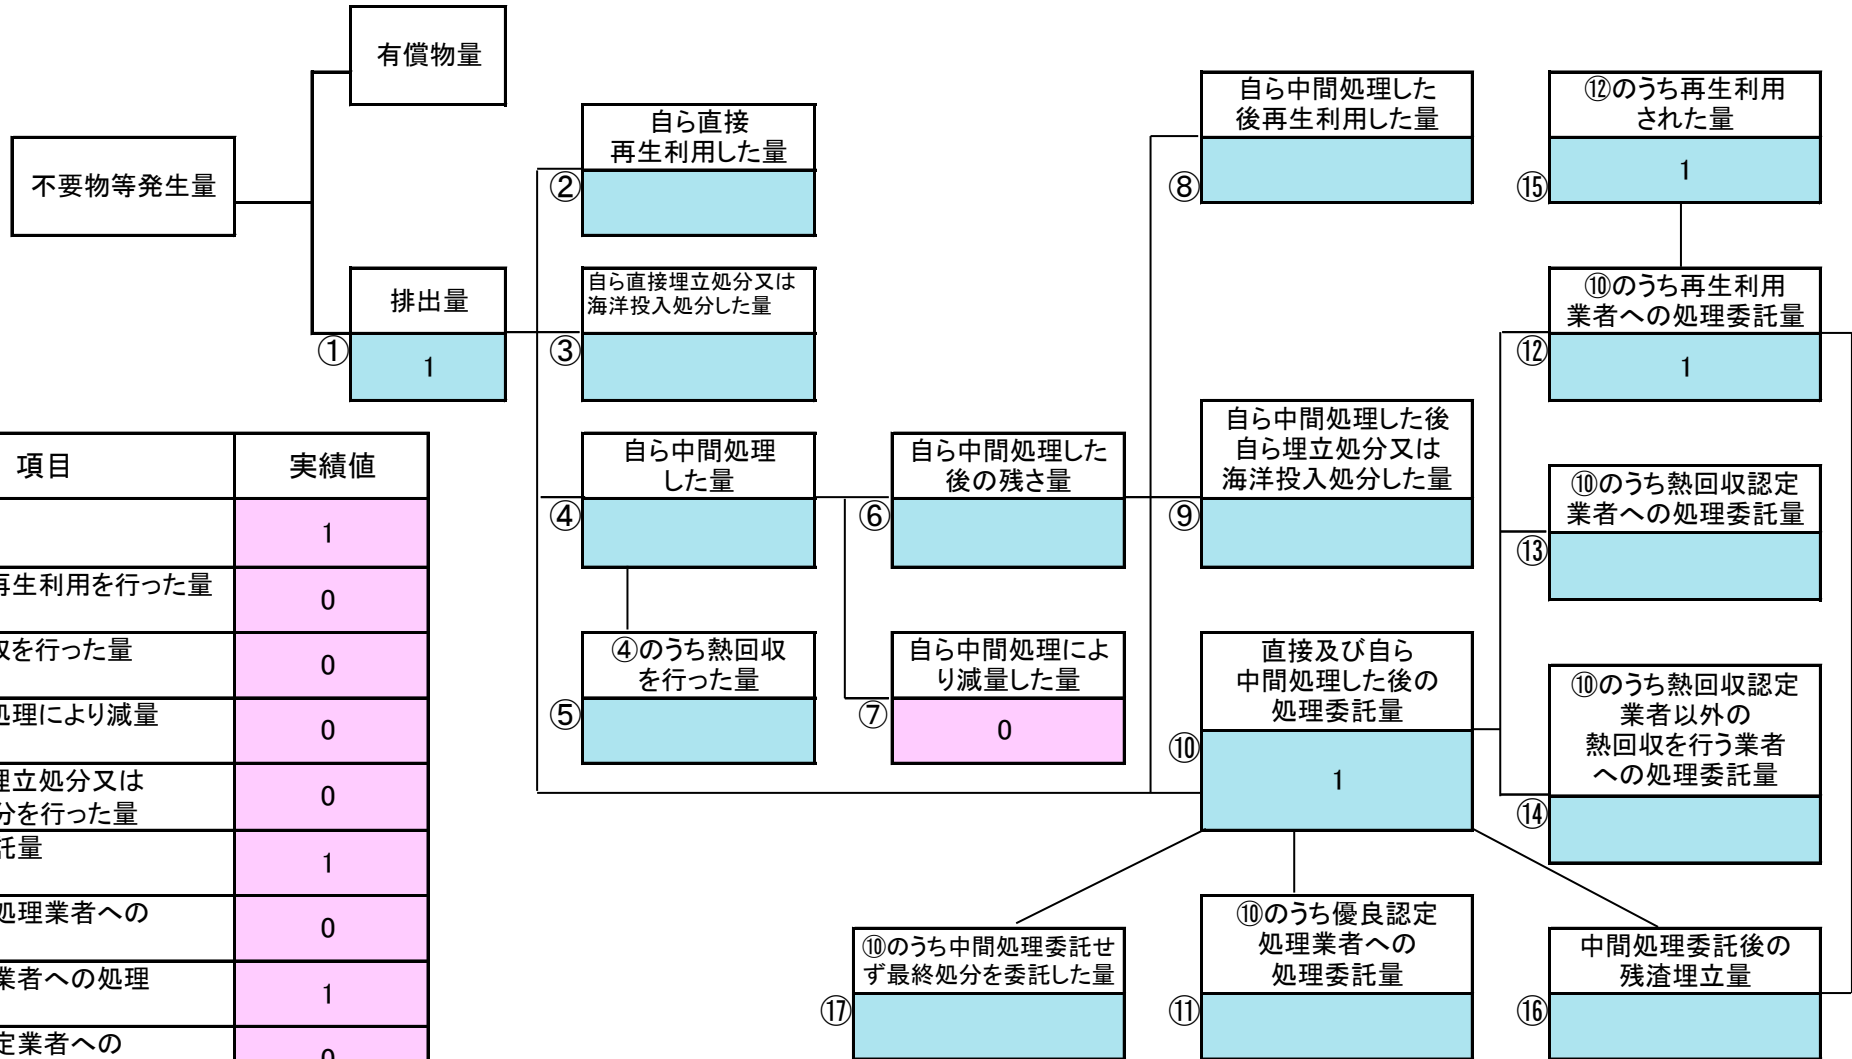 有償物量
不要物等発生量
排出量
①
1
自ら直接
再生利用した量
②
自ら直接埋立処分又は
海洋投入処分した量
③
自ら中間処理
した量
④
④のうち熱回収
を行った量
⑤
自ら中間処理した
後の残さ量
⑥
自ら中間処理によ
り減量した量
⑦
0
自ら中間処理した
後再生利用した量
⑧
自ら中間処理した後
自ら埋立処分又は
海洋投入処分した量
⑨
直接及び自ら
中間処理した後の
処理委託量
⑩
1
⑩のうち優良認定
処理業者への
処理委託量
⑪
⑫のうち再生利用
された量
⑮
1
⑩のうち再生利用
業者への処理委託量
⑫
1
⑩のうち熱回収認定
業者への処理委託量
⑬
⑩のうち熱回収認定
業者以外の
熱回収を行う業者
への処理委託量
⑭
中間処理委託後の
残渣埋立量
⑯
⑩のうち中間処理委託せ
ず最終処分を委託した量
⑰
項目 実績値
1
再生利用を行った量 0
を行った量 0
処理により減量 0
埋立処分又は
分を行った量 0
託量 1
処理業者への 0
業者への処理 1
定業者への 0